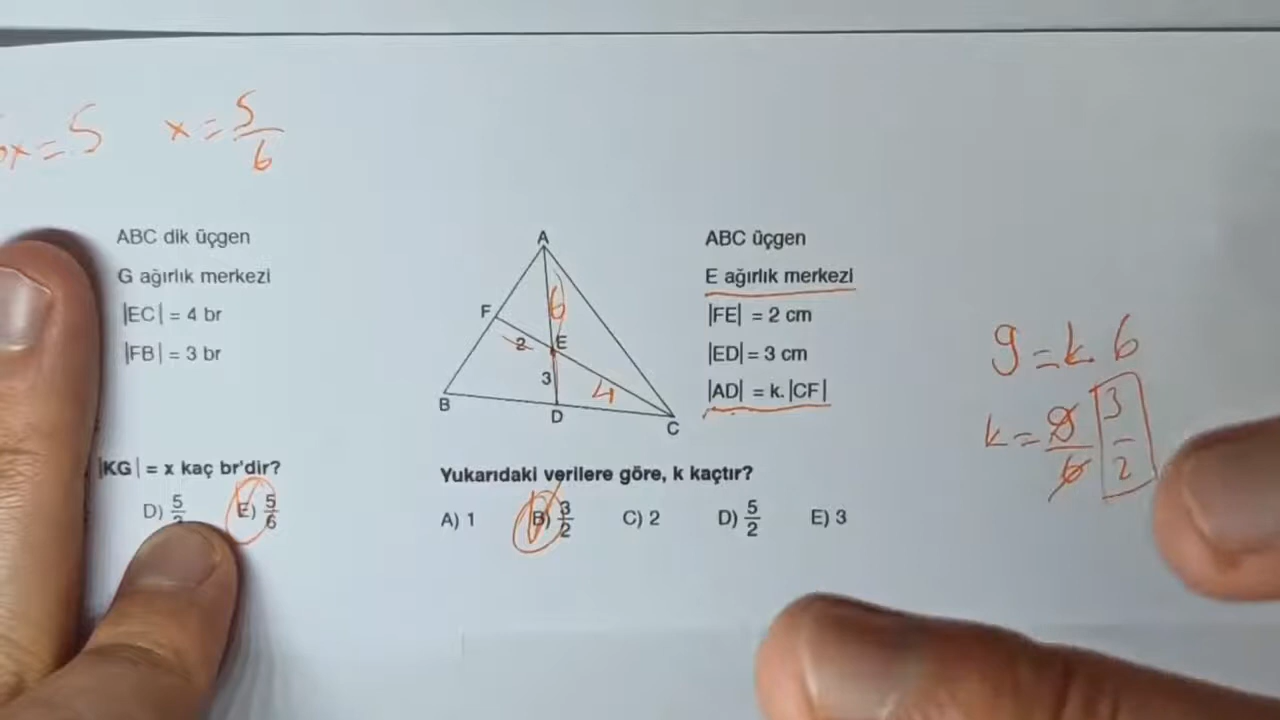 x = 5
x = 5/6
ABC dik üçgen
G ağırlık merkezi
|EC| = 4 br
|FB| = 3 br
|KG| = x kaç br'dir?
D) 5
E) 5/6
A
F
6
2
E
3
4
B
D
C
ABC üçgen
E ağırlık merkezi
|FE| = 2 cm
|ED| = 3 cm
|AD| = k. |CF|
Yukarıdaki verilere göre, k kaçtır?
A) 1 B) 3/2 C) 2 D) 5/2 E) 3
9 = k. 6
k = 9/6 3/2